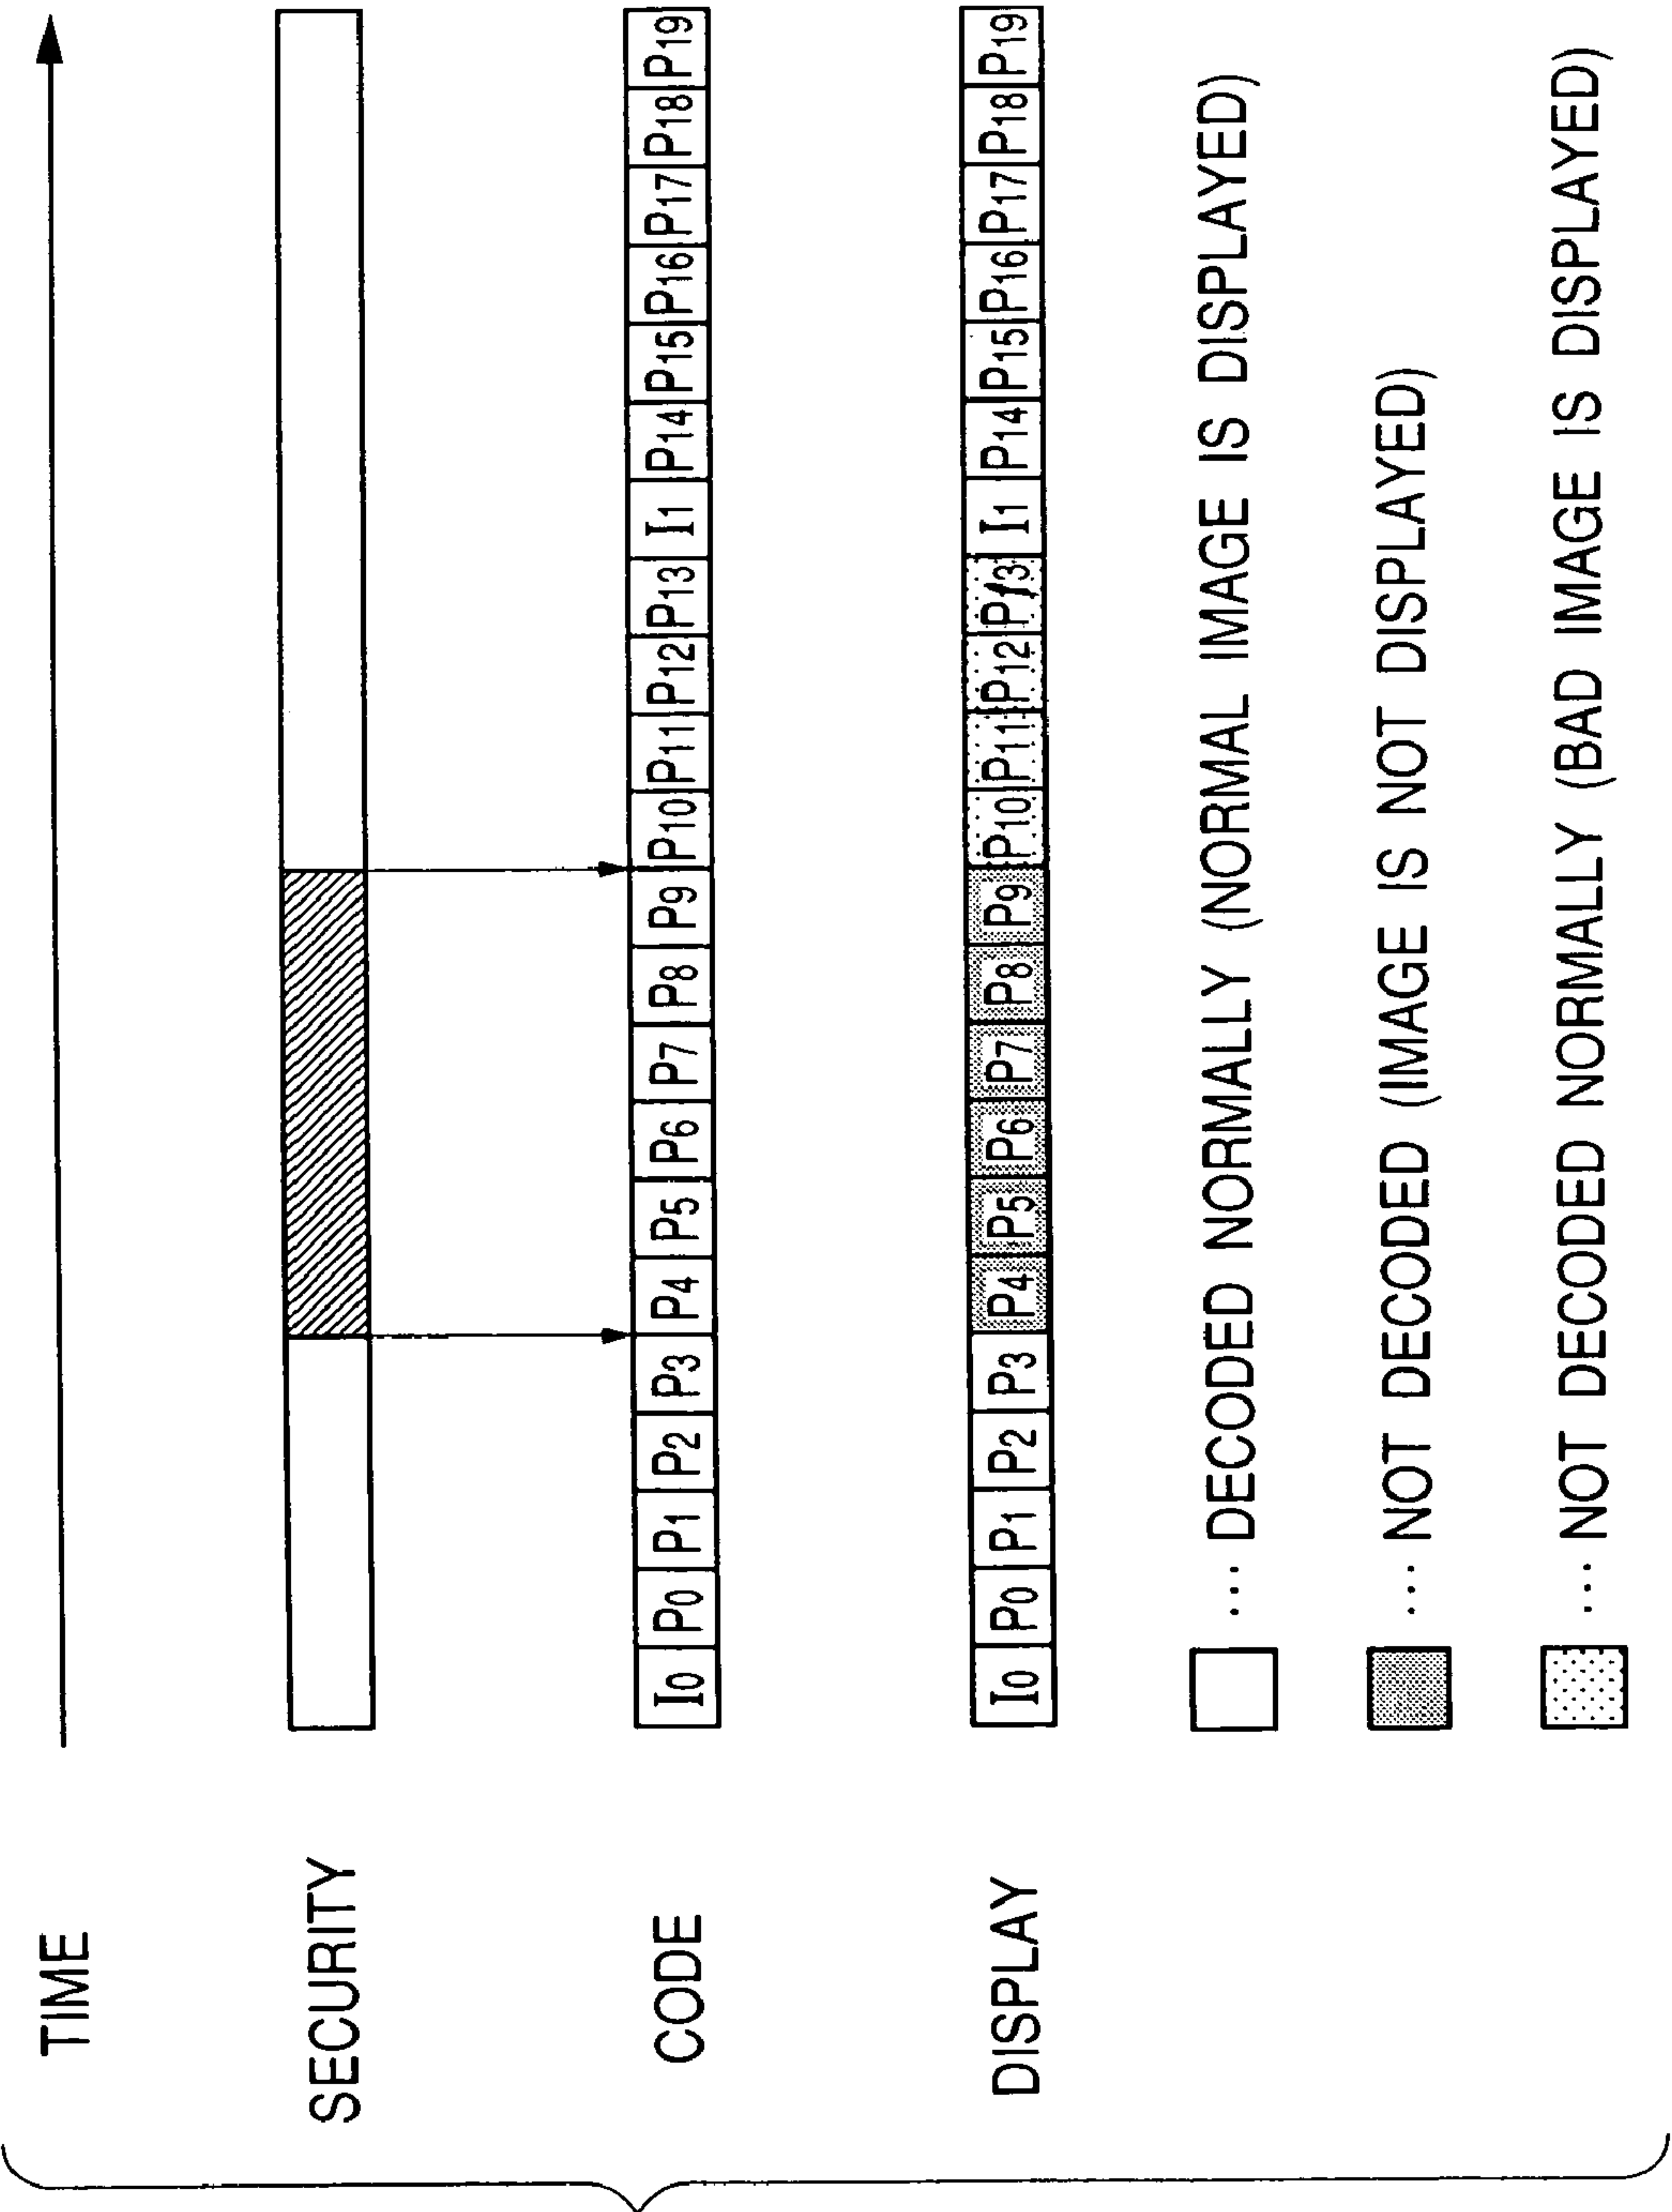 TIME
SECURITY
CODE
I0 P0 P1 P2 P3 P4 P5 P6 P7 P8 P9 P10 P11 P12 P13 I1 P14 P15 P16 P17 P18 P19
DISPLAY
I0 P0 P1 P2 P3 P4 P5 P6 P7 P8 P9 P10 P11 P12 P13 I1 P14 P15 P16 P17 P18 P19
... DECODED NORMALLY (NORMAL IMAGE IS DISPLAYED)
... NOT DECODED (IMAGE IS NOT DISPLAYED)
... NOT DECODED NORMALLY (BAD IMAGE IS DISPLAYED)